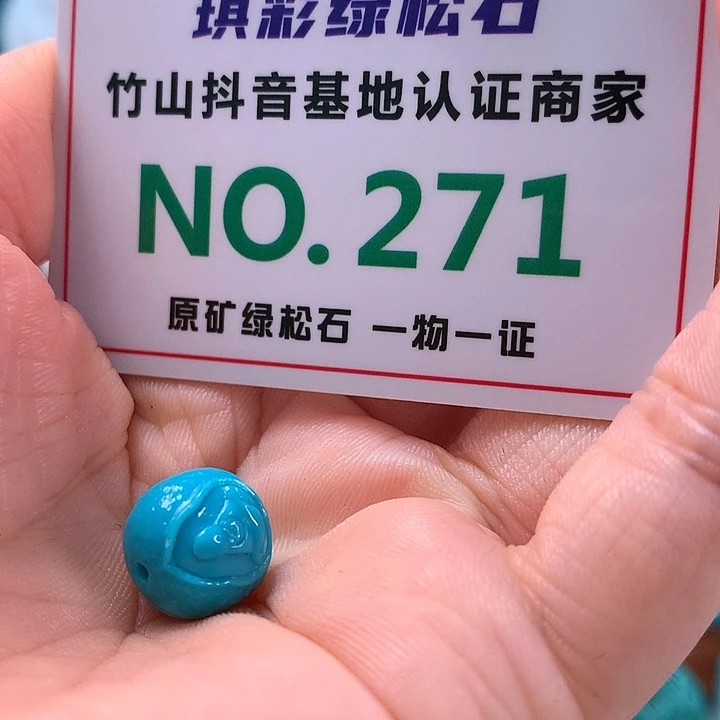 琪彩绿松石
竹山抖音基地认证商家
NO.271
原矿绿松石 一物一证